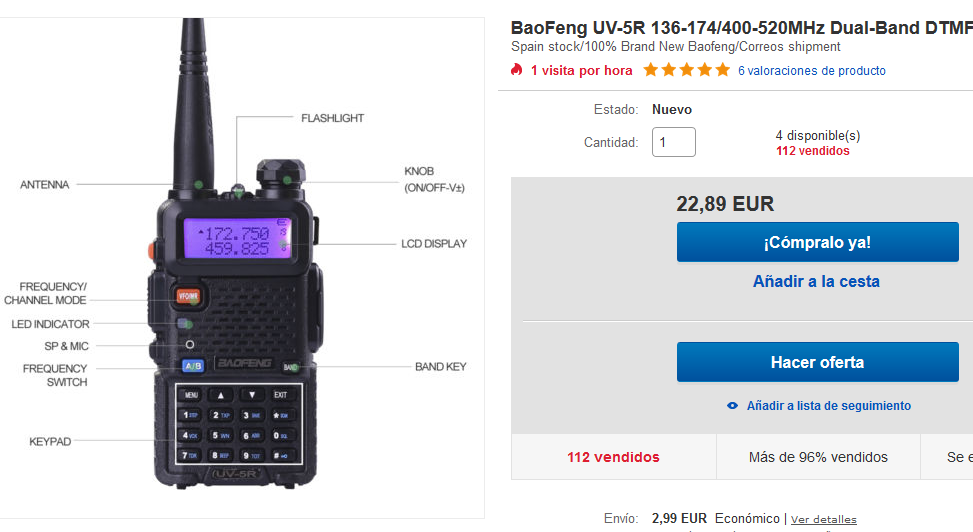 FLASHLIGHT
ANTENNA
KNOB
(ON/OFF-V±)
172.750
459.825
LCD DISPLAY
FREQUENCY/
CHANNEL MODE
VFO/MR
LED INDICATOR
SP & MIC
FREQUENCY
SWITCH
A/B
BAOFENG
BAND
BAND KEY
MENU ▲ ▼ EXIT
1 2 3 *
4 VOX 5 6 0
7 8 9 #
KEYPAD
UV-5R
BaoFeng UV-5R 136-174/400-520MHz Dual-Band DTMF
Spain stock/100% Brand New Baofeng/Correos shipment
1 visita por hora ★★★★★ 6 valoraciones de producto
Estado: Nuevo
Cantidad: 1
4 disponible(s)
112 vendidos
22,89 EUR
¡Cómpralo ya!
Añadir a la cesta
Hacer oferta
Añadir a lista de seguimiento
112 vendidos Más de 96% vendidos Se e
Envío: 2,99 EUR Económico | Ver detalles